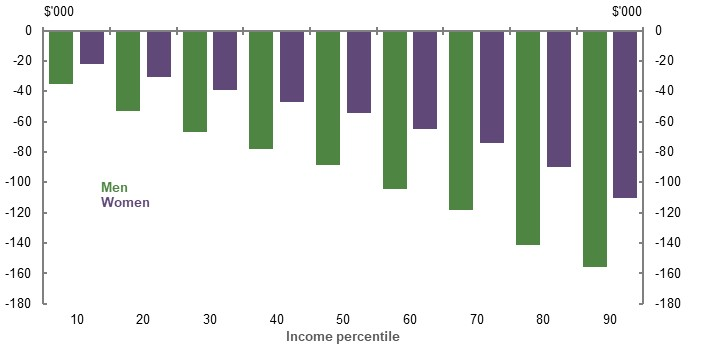 $'000 $'000
0 0
-20 -20
-40 -40
-60 -60
-80 -80
-100 -100
Men
Women
-120 -120
-140 -140
-160 -160
-180 -180
10 20 30 40 50 60 70 80 90
Income percentile